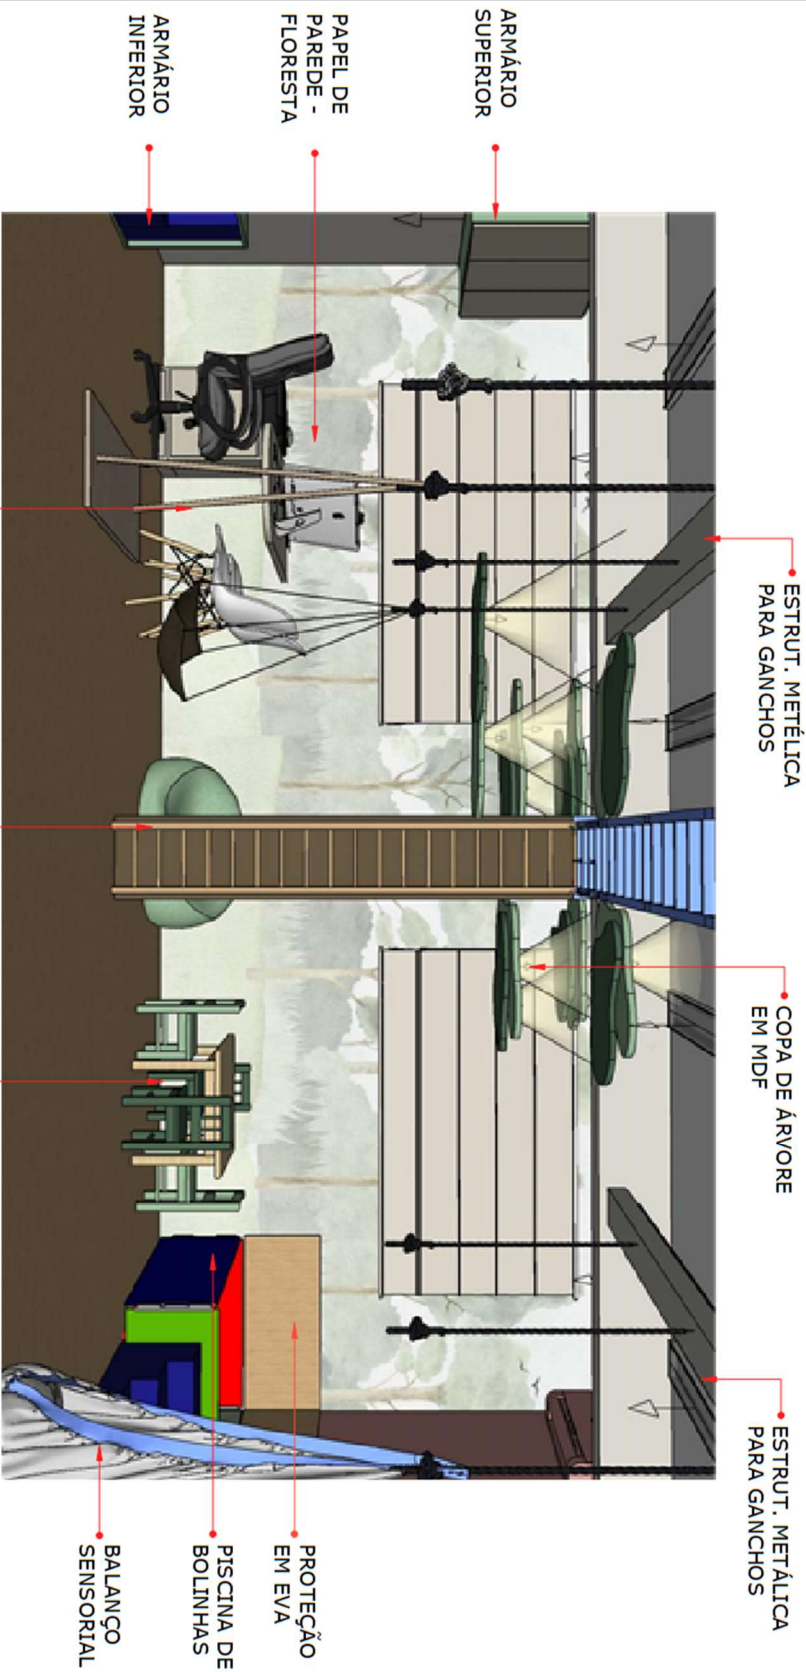 ARMÁRIO
SUPERIOR
PAPEL DE
PAREDE -
FLORESTA
ARMÁRIO
INFERIOR
ESTRUT. METÉLICA
PARA GANCHOS
COPA DE ÁRVORE
EM MDF
ESTRUT. METÁLICA
PARA GANCHOS
PROTEÇÃO
EM EVA
PISCINA DE
BOLINHAS
BALANÇO
SENSORIAL